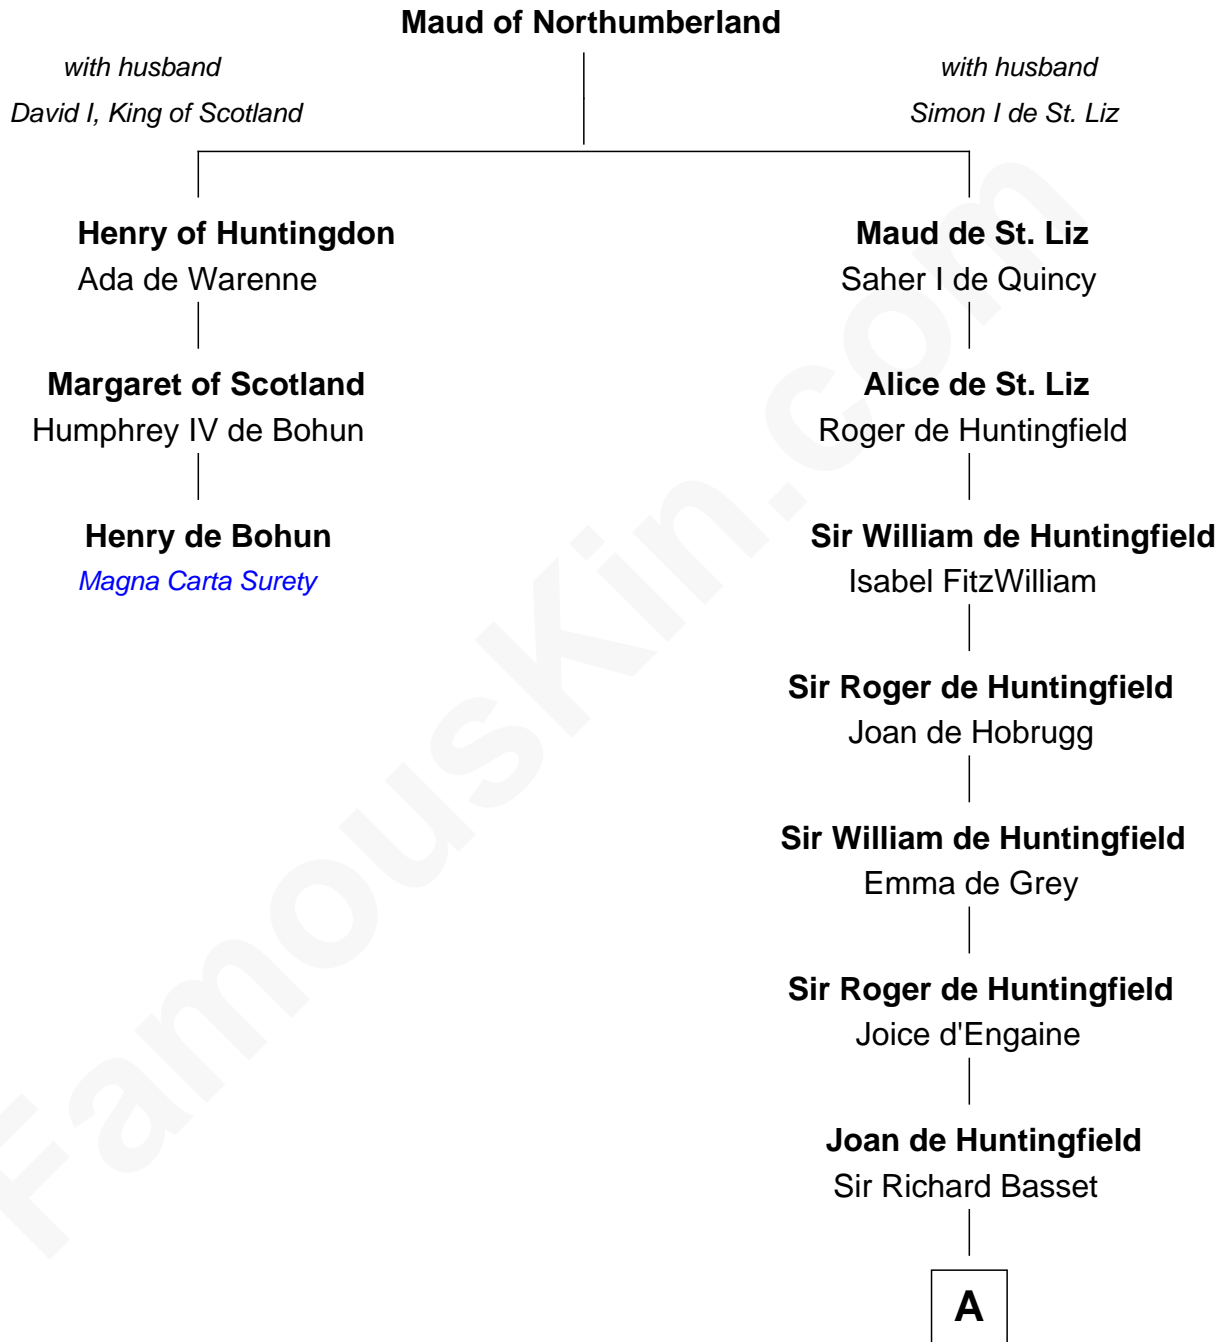 Maud of Northumberland
with husband
David I, King of Scotland
with husband
Simon I de St. Liz
Henry of Huntingdon
Ada de Warenne
Margaret of Scotland
Humphrey IV de Bohun
Henry de Bohun
Magna Carta Surety
Maud de St. Liz
Saher I de Quincy
Alice de St. Liz
Roger de Huntingfield
Sir William de Huntingfield
Isabel FitzWilliam
Sir Roger de Huntingfield
Joan de Hobrugg
Sir William de Huntingfield
Emma de Grey
Sir Roger de Huntingfield
Joice d'Engaine
Joan de Huntingfield
Sir Richard Basset
A
FamousKin.com